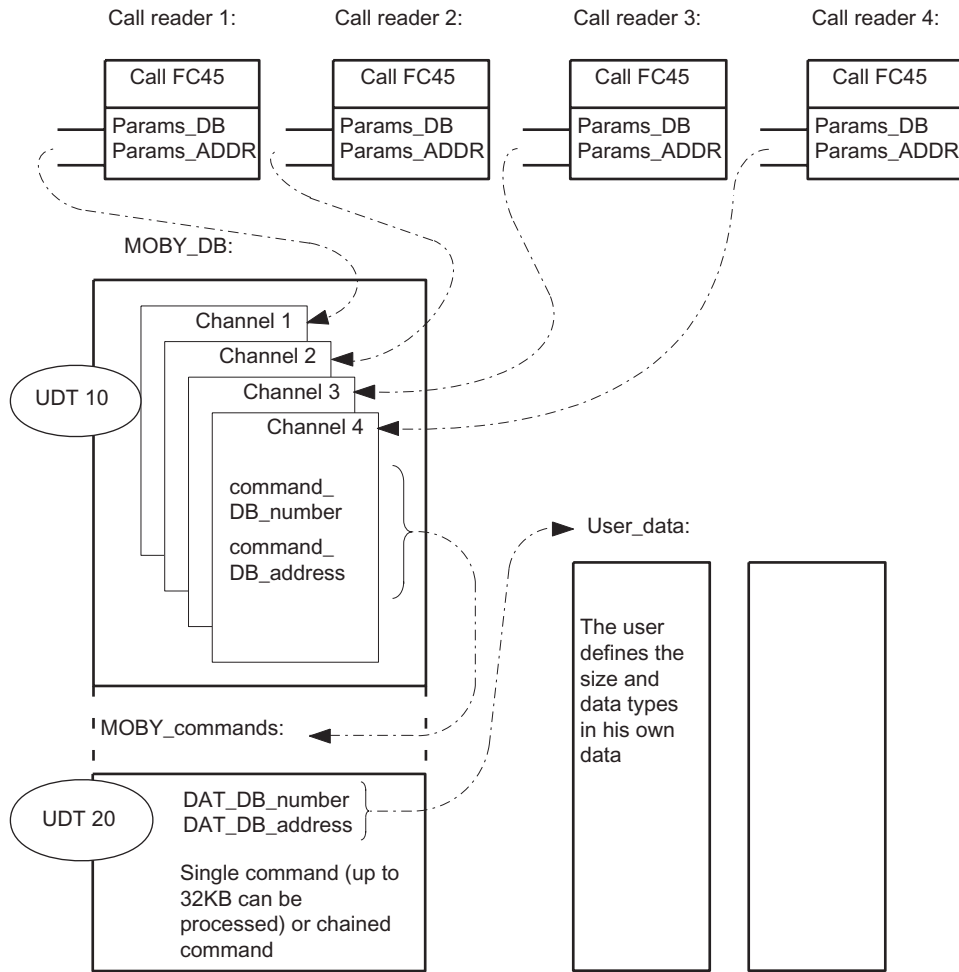 Call reader 1:
Call reader 2:
Call reader 3:
Call reader 4:
Call FC45
Params_DB
Params_ADDR
Call FC45
Params_DB
Params_ADDR
Call FC45
Params_DB
Params_ADDR
Call FC45
Params_DB
Params_ADDR
MOBY_DB:
Channel 1
Channel 2
Channel 3
Channel 4
UDT 10
command_
DB_number
command_
DB_address
User_data:
The user
defines the
size and
data types
in his own
data
MOBY_commands:
UDT 20
DAT_DB_number
DAT_DB_address
Single command (up to
32KB can be
processed) or chained
command